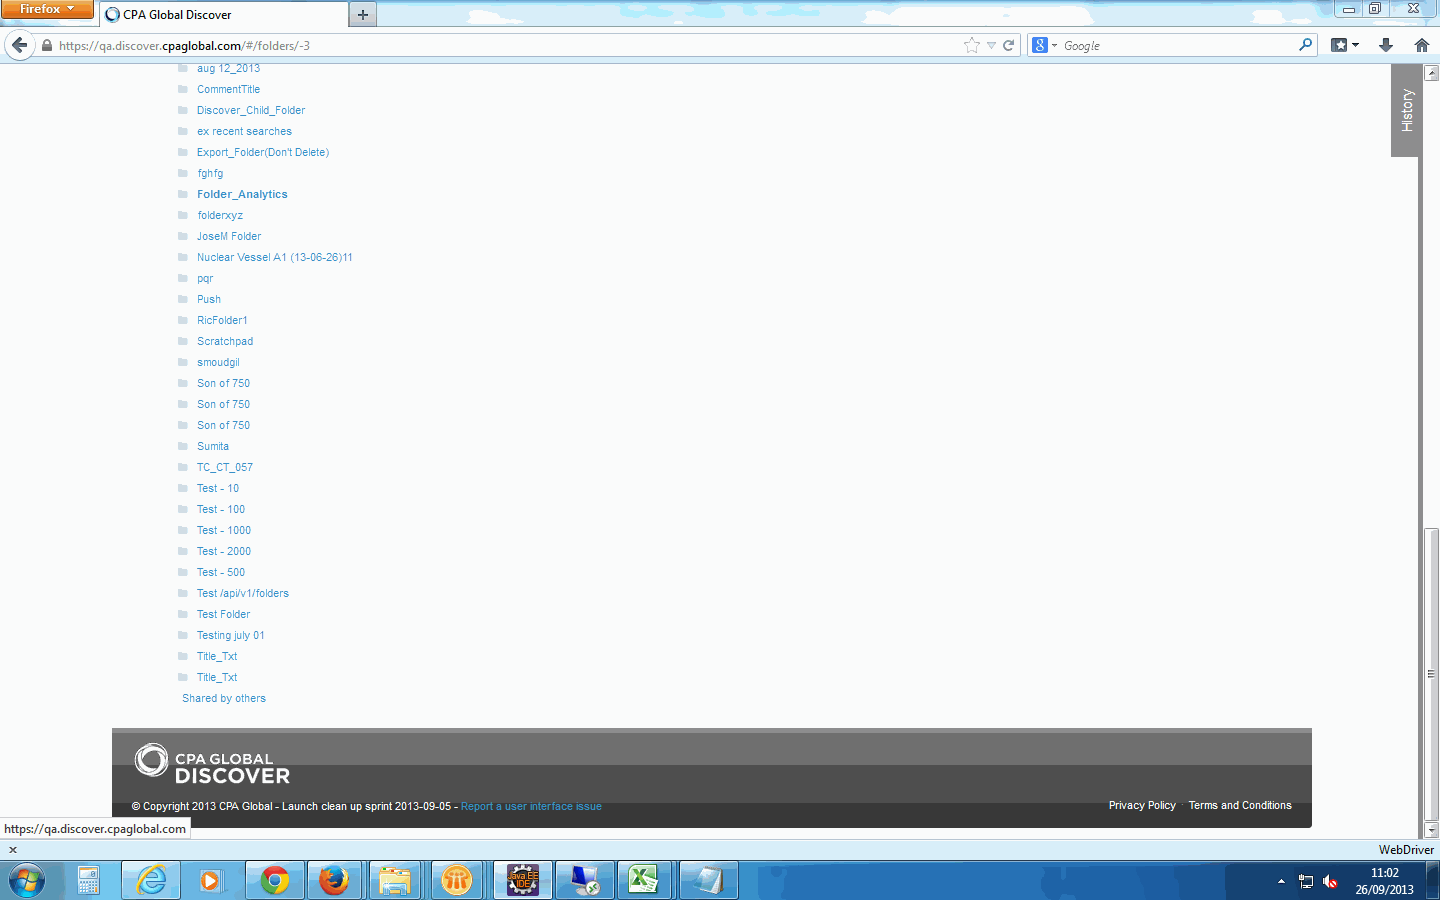 Firefox
CPA Global Discover
https://qa.discover.cpaglobal.com/#/folders/-3
Google
History
aug 12_2013
CommentTitle
Discover_Child_Folder
ex recent searches
Export_Folder(Don't Delete)
fghfg
Folder_Analytics
folderxyz
JoseM Folder
Nuclear Vessel A1 (13-06-26)11
pqr
Push
RicFolder1
Scratchpad
smoudgil
Son of 750
Son of 750
Son of 750
Sumita
TC_CT_057
Test - 10
Test - 100
Test - 1000
Test - 2000
Test - 500
Test /api/v1/folders
Test Folder
Testing july 01
Title_Txt
Title_Txt
Shared by others
CPA GLOBAL
DISCOVER
© Copyright 2013 CPA Global - Launch clean up sprint 2013-09-05 - Report a user interface issue
Privacy Policy · Terms and Conditions
https://qa.discover.cpaglobal.com
WebDriver
Java EE
IDE
11:02
26/09/2013